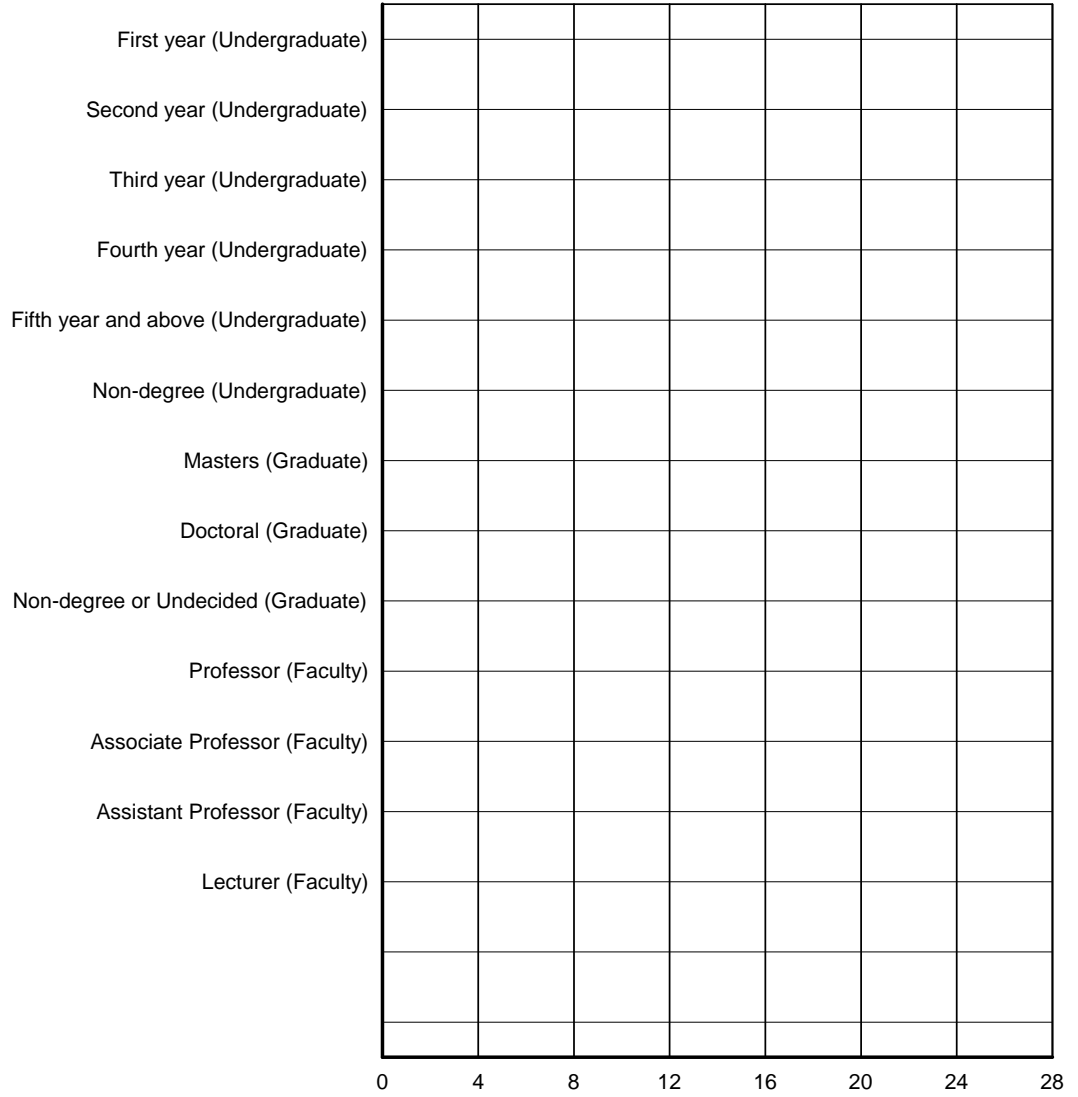 First year (Undergraduate)
Second year (Undergraduate)
Third year (Undergraduate)
Fourth year (Undergraduate)
Fifth year and above (Undergraduate)
Non-degree (Undergraduate)
Masters (Graduate)
Doctoral (Graduate)
Non-degree or Undecided (Graduate)
Professor (Faculty)
Associate Professor (Faculty)
Assistant Professor (Faculty)
Lecturer (Faculty)
0 4 8 12 16 20 24 28